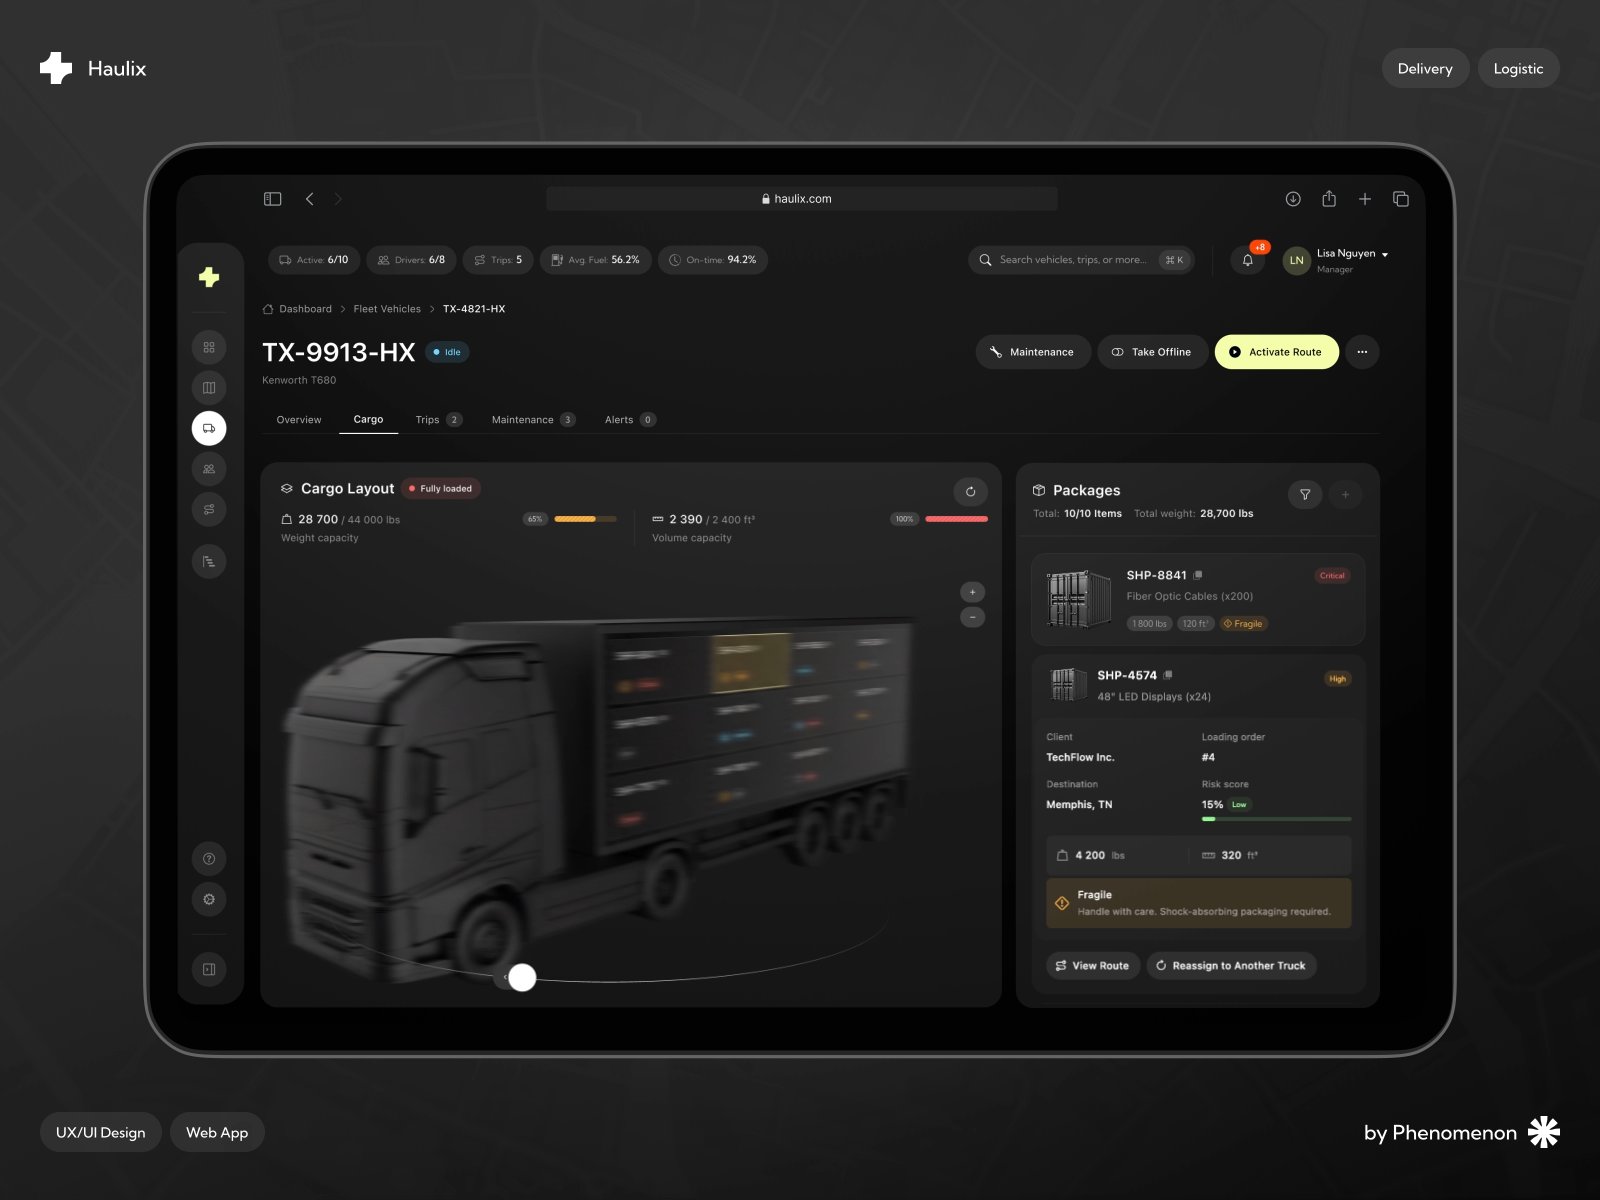 Haulix
Delivery
Logistic
haulix.com
Active: 6/10
Drivers: 6/8
Trips: 5
Avg. Fuel: 56.2%
On-time: 94.2%
Search vehicles, trips, or more...
⌘ K
+8
LN
Lisa Nguyen
Manager
Dashboard > Fleet Vehicles > TX-4821-HX
TX-9913-HX
Idle
Kenworth T680
Maintenance
Take Offline
Activate Route
Overview
Cargo
Trips 2
Maintenance 3
Alerts 0
Cargo Layout
Fully loaded
28 700 / 44 000 lbs
65%
Weight capacity
2 390 / 2 400 ft³
100%
Volume capacity
Packages
Total: 10/10 Items
Total weight: 28,700 lbs
SHP-8841
Critical
Fiber Optic Cables (x200)
1 800 lbs
120 ft³
Fragile
SHP-4574
High
48" LED Displays (x24)
Client
Loading order
TechFlow Inc.
#4
Destination
Risk score
Memphis, TN
15% Low
4 200 lbs
320 ft³
Fragile
Handle with care. Shock-absorbing packaging required.
View Route
Reassign to Another Truck
UX/UI Design
Web App
by Phenomenon